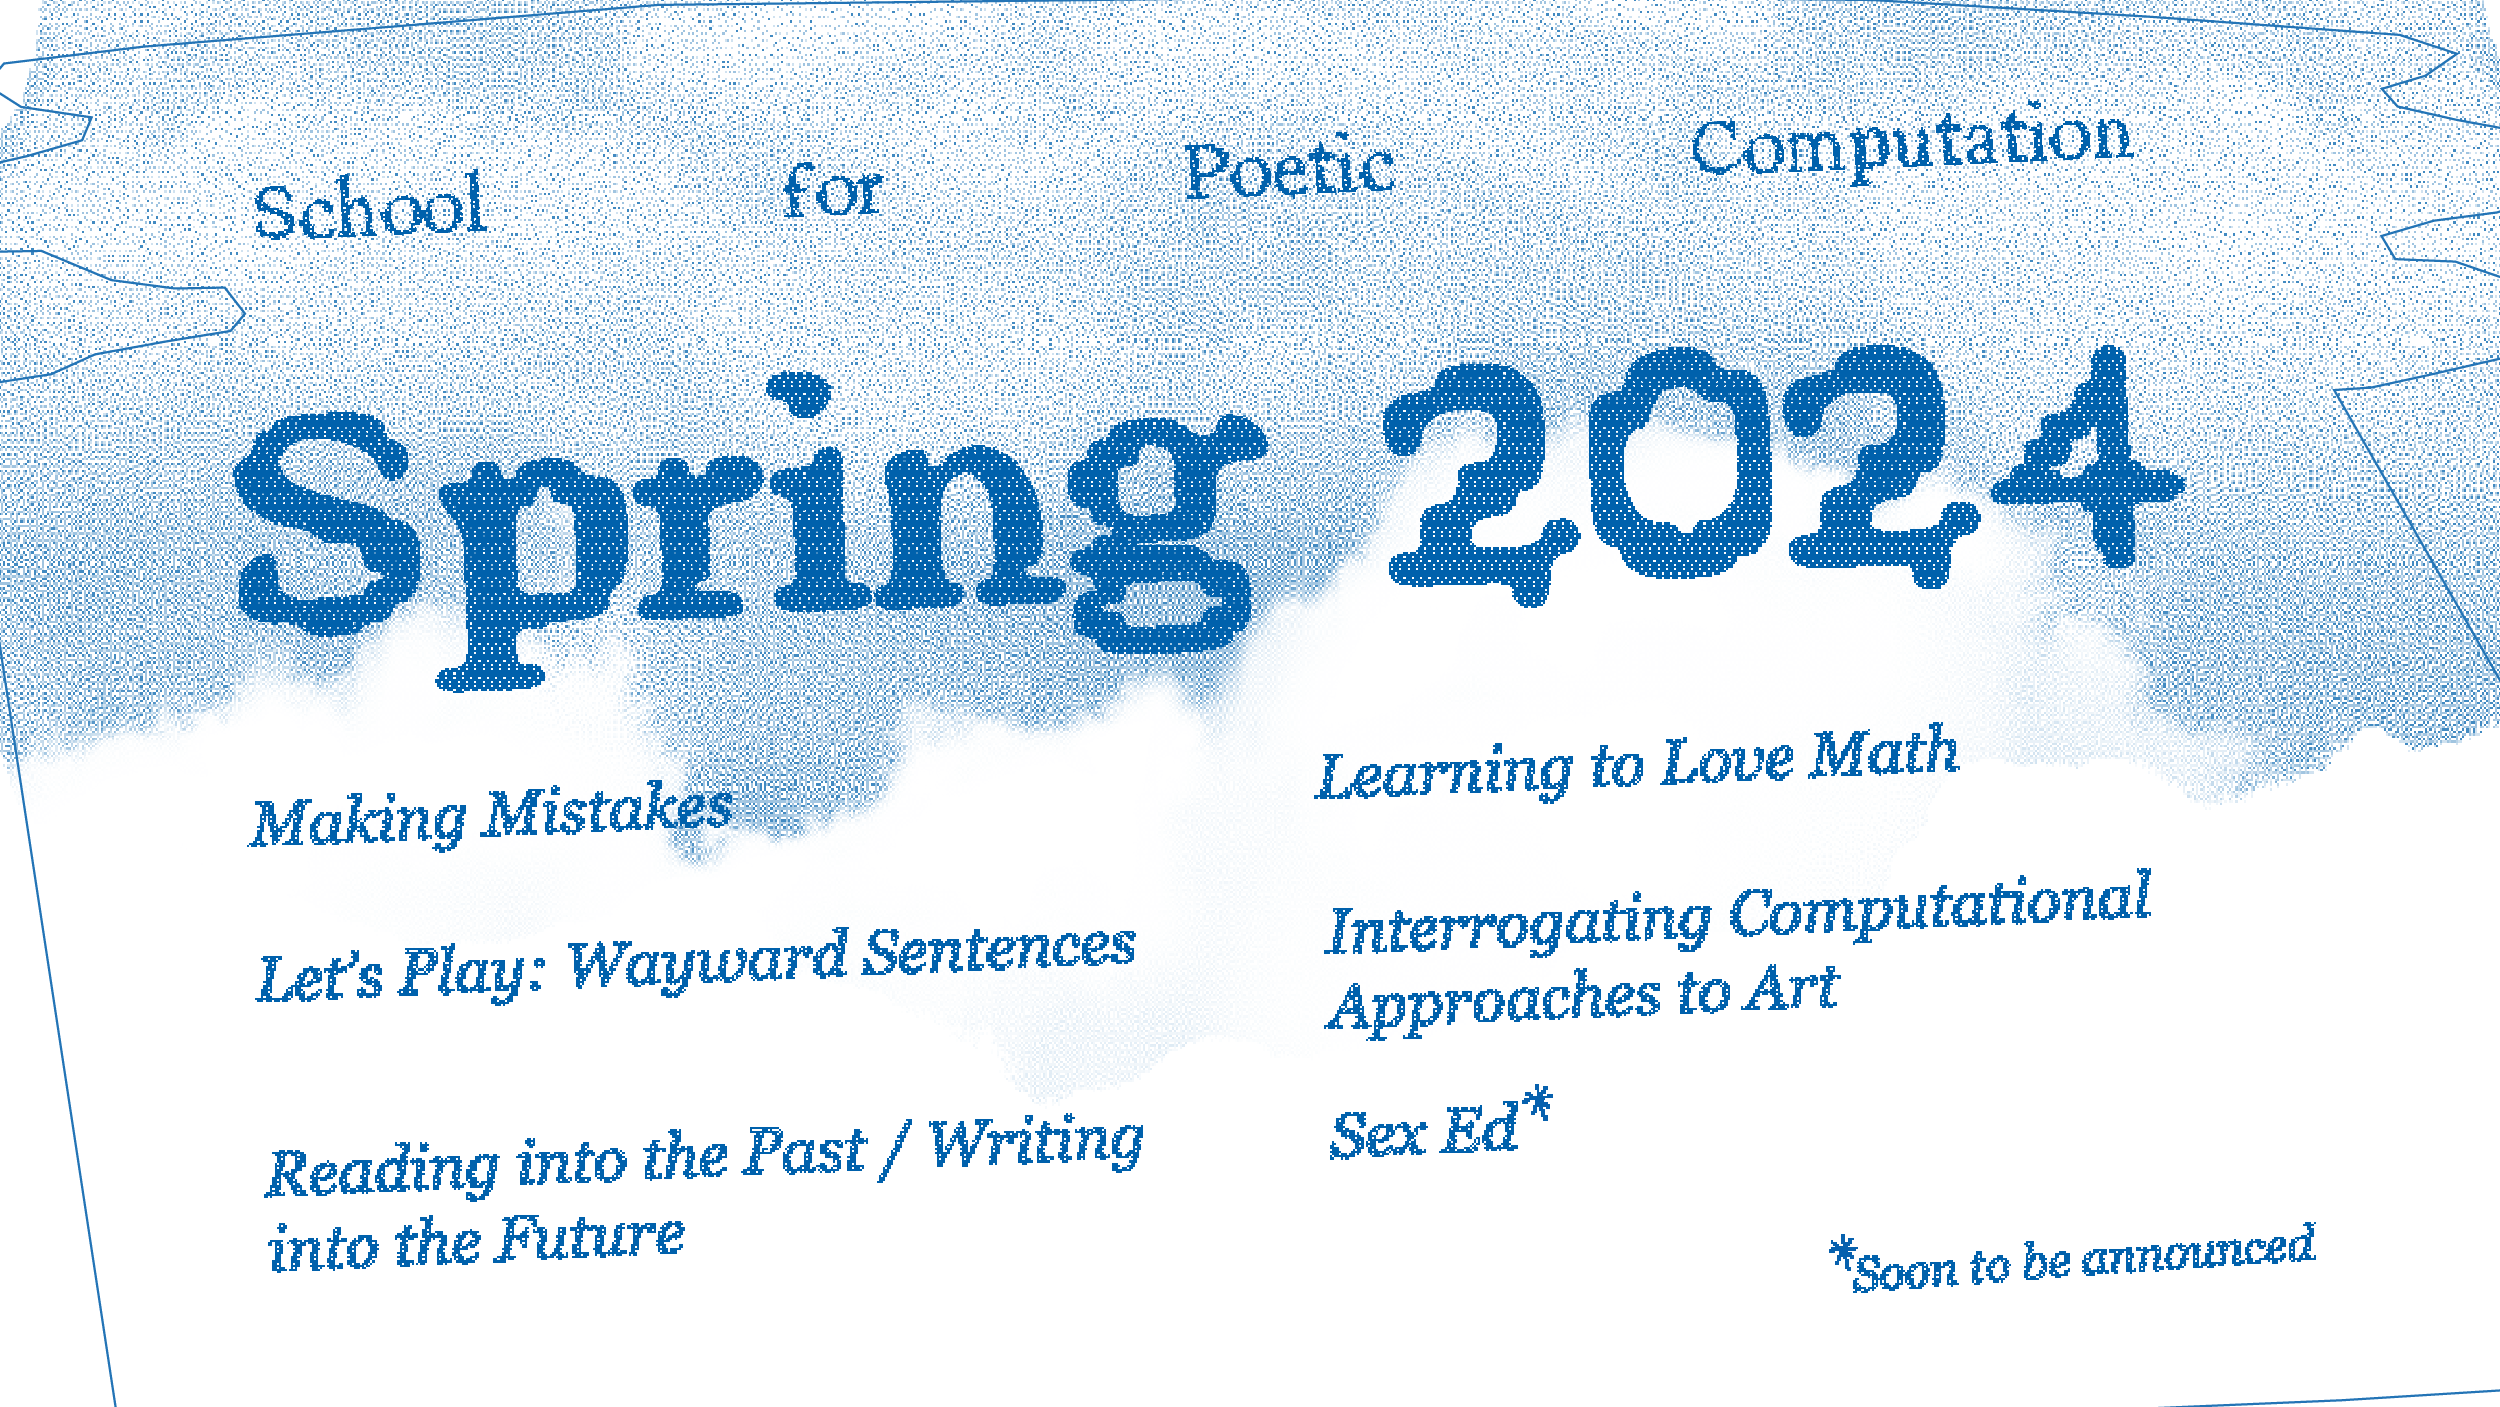 School for Poetic Computation
Spring 2024
Making Mistakes
Let's Play: Wayward Sentences
Reading into the Past / Writing
into the Future
Learning to Love Math
Interrogating Computational
Approaches to Art
Sex Ed*
*Soon to be announced